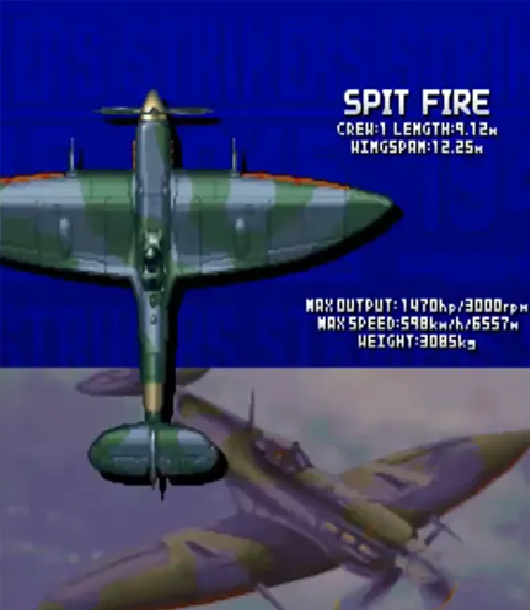 SPIT FIRE
CREW:1 LENGTH:9.12m
WINGSPAN:12.25m
MAX OUTPUT:1470hp/3000rpm
MAX SPEED:598km/h/6557m
WEIGHT:3085kg